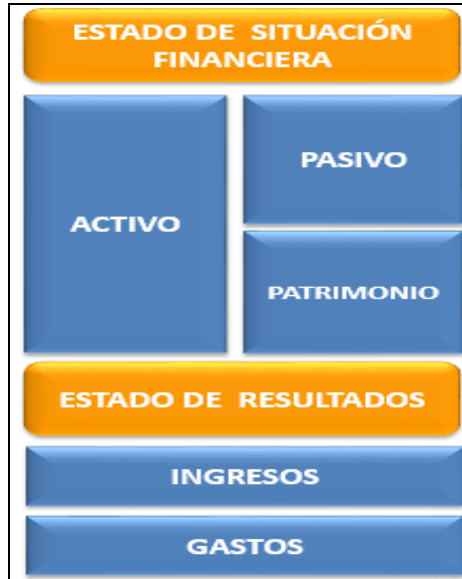 ESTADO DE SITUACIÓN
FINANCIERA
ACTIVO
PASIVO
PATRIMONIO
ESTADO DE RESULTADOS
INGRESOS
GASTOS